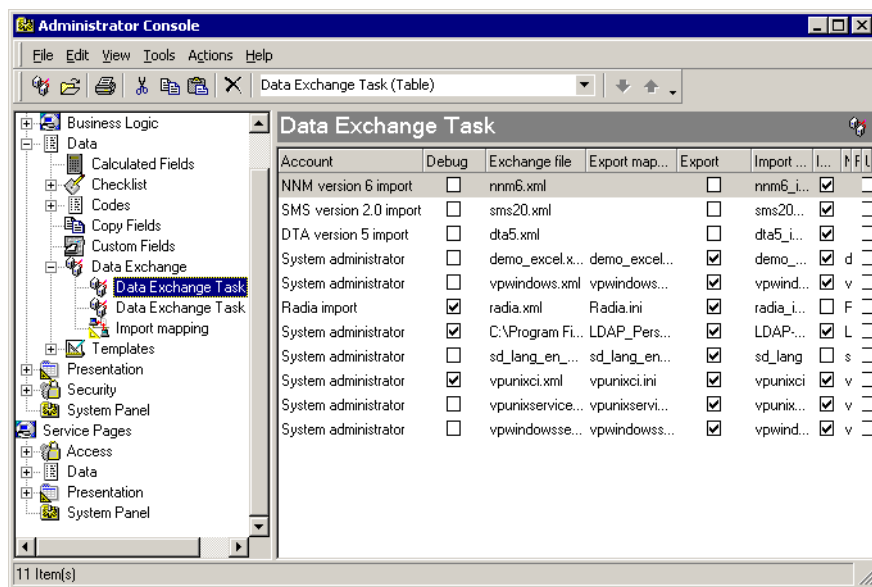 Administrator Console
File Edit View Tools Actions Help
Data Exchange Task (Table)
Business Logic
Data
Calculated Fields
Checklist
Codes
Copy Fields
Custom Fields
Data Exchange
Data Exchange Task
Data Exchange Task
Import mapping
Templates
Presentation
Security
System Panel
Service Pages
Access
Data
Presentation
System Panel
Data Exchange Task
Account Debug Exchange file Export map... Export Import ... I...
NNM version 6 import nnm6.xml nnm6_i...
SMS version 2.0 import sms20.xml sms20...
DTA version 5 import dta5.xml dta5_i...
System administrator demo_excel.x... demo_excel... demo_... d
System administrator vpwindows.xml vpwindows... vpwind... v
Radia import radia.xml Radia.ini radia_i... F
System administrator C:\Program Fi... LDAP_Pers... LDAP-... L
System administrator sd_lang_en_... sd_lang_en... sd_lang s
System administrator vpunixci.xml vpunixci.ini vpunixci v
System administrator vpunixservice... vpunixservi... vpunix... v
System administrator vpwindowsse... vpwindowss... vpwind... v
11 Item(s)